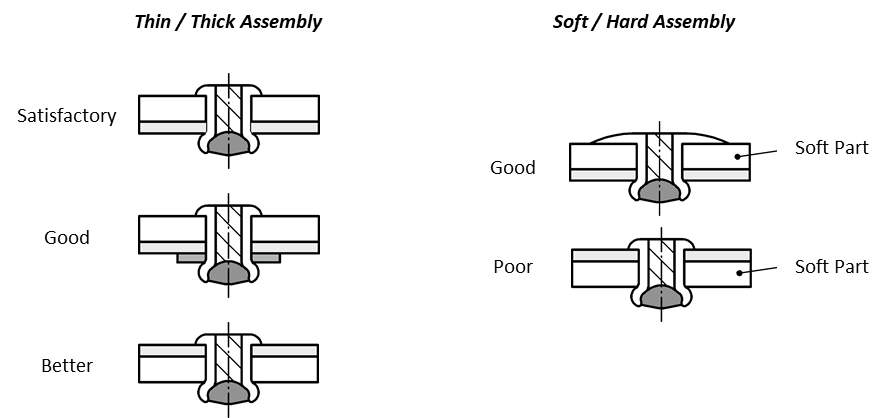 Thin / Thick Assembly
Satisfactory
Good
Better
Soft / Hard Assembly
Good
Soft Part
Poor
Soft Part